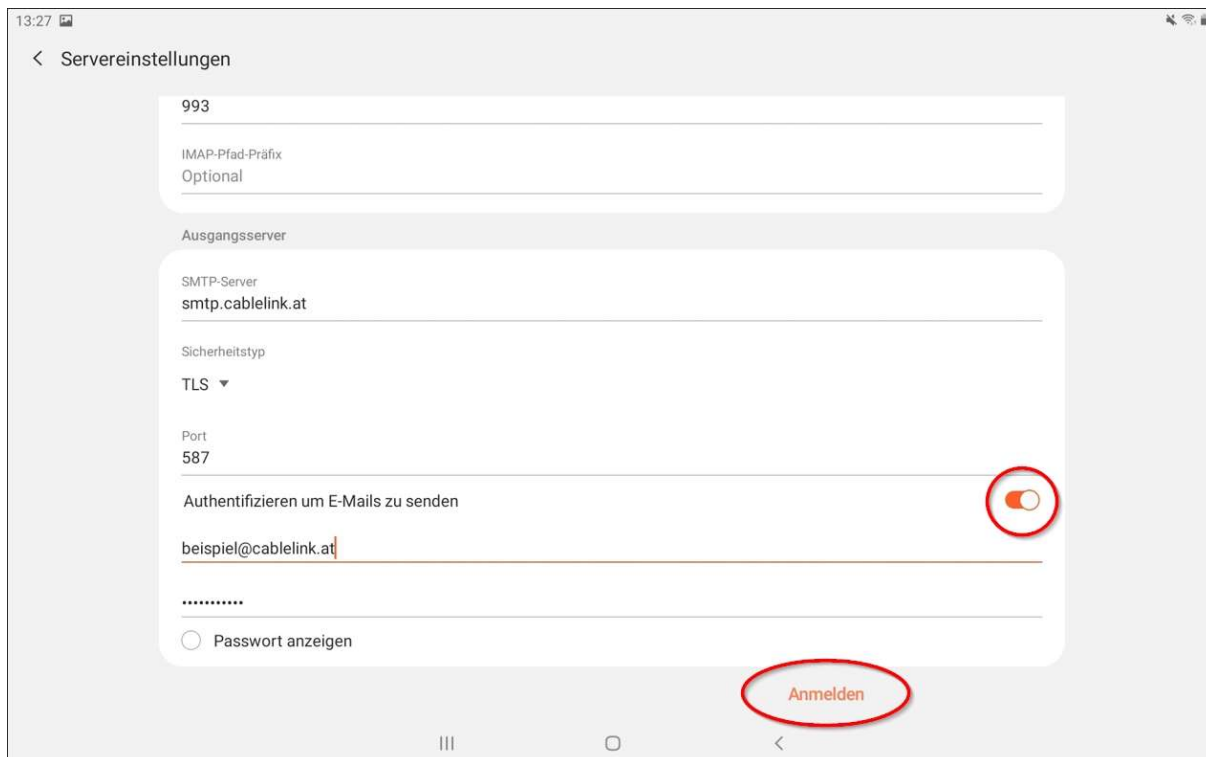 13:27
Servereinstellungen
993
IMAP-Pfad-Präfix
Optional
Ausgangsserver
SMTP-Server
smtp.cablelink.at
Sicherheitstyp
TLS
Port
587
Authentifizieren um E-Mails zu senden
beispiel@cablelink.at
•••••••••••
Passwort anzeigen
Anmelden